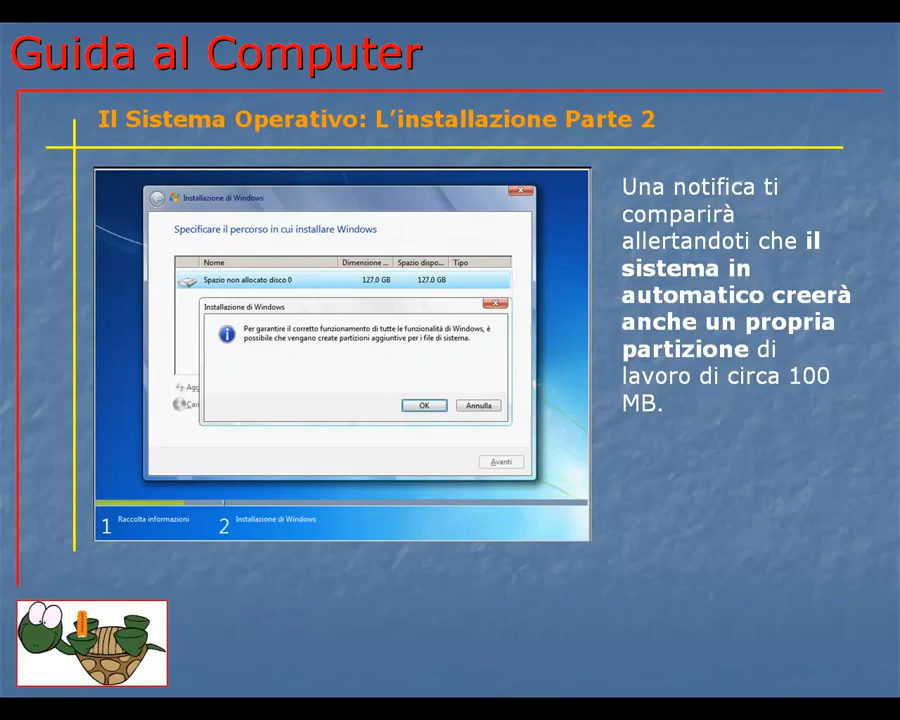 Guida al Computer
Il Sistema Operativo: L’installazione Parte 2
Installazione di Windows
Specificare il percorso in cui installare Windows
Nome Dimensione ... Spazio dispo... Tipo
Spazio non allocato disco 0 127.0 GB 127.0 GB
Installazione di Windows
Per garantire il corretto funzionamento di tutte le funzionalità di Windows, è
possibile che vengano create partizioni aggiuntive per i file di sistema.
Agg
Cari
OK Annulla
Avanti
1 Raccolta informazioni 2 Installazione di Windows
Una notifica ti
comparirà
allertandoti che il
sistema in
automatico creerà
anche un propria
partizione di
lavoro di circa 100
MB.